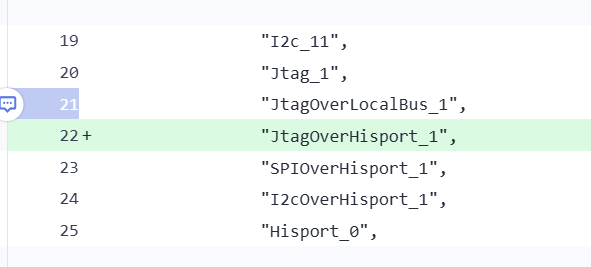 19 "I2c_11",
20 "Jtag_1",
21 "JtagOverLocalBus_1",
22 + "JtagOverHisport_1",
23 "SPIOverHisport_1",
24 "I2cOverHisport_1",
25 "Hisport_0",